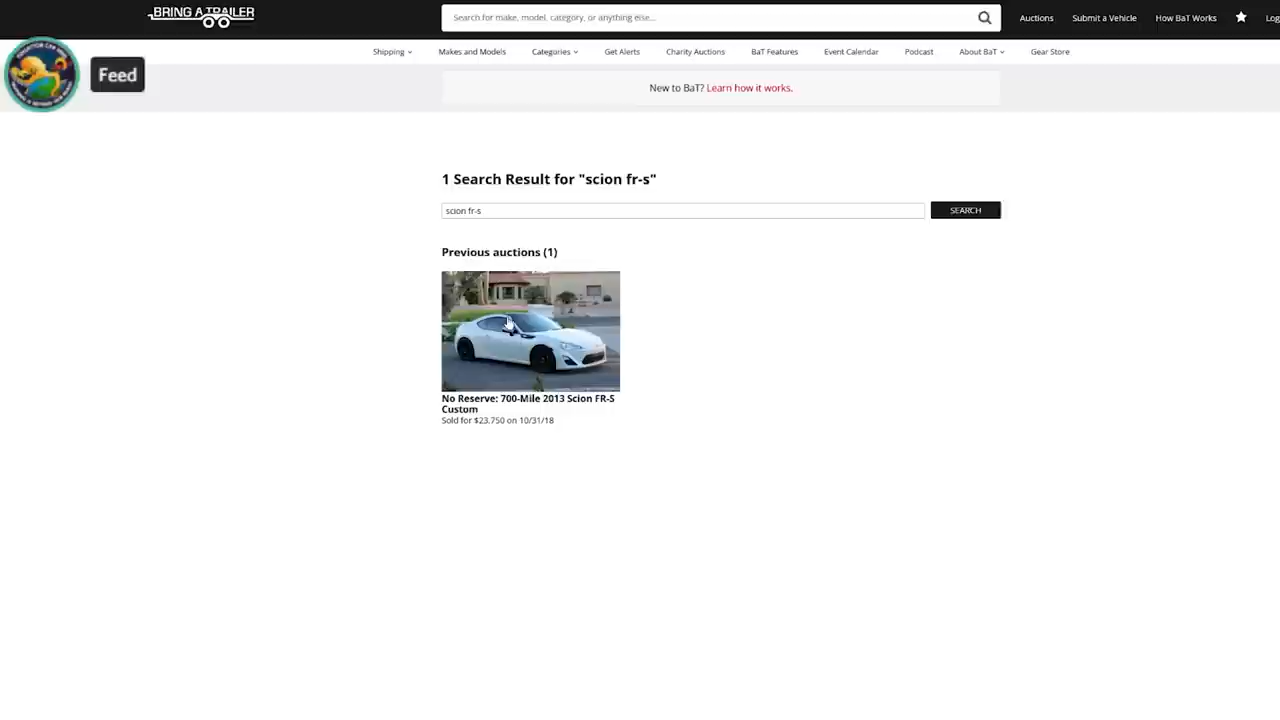 BRING A TRAILER
Search for make, model, category, or anything else...
Auctions
Submit a Vehicle
How BaT Works
Log
Shipping
Makes and Models
Categories
Get Alerts
Charity Auctions
BaT Features
Event Calendar
Podcast
About BaT
Gear Store
Feed
New to BaT? Learn how it works.
1 Search Result for "scion fr-s"
scion fr-s
SEARCH
Previous auctions (1)
No Reserve: 700-Mile 2013 Scion FR-S
Custom
Sold for $23,750 on 10/31/18